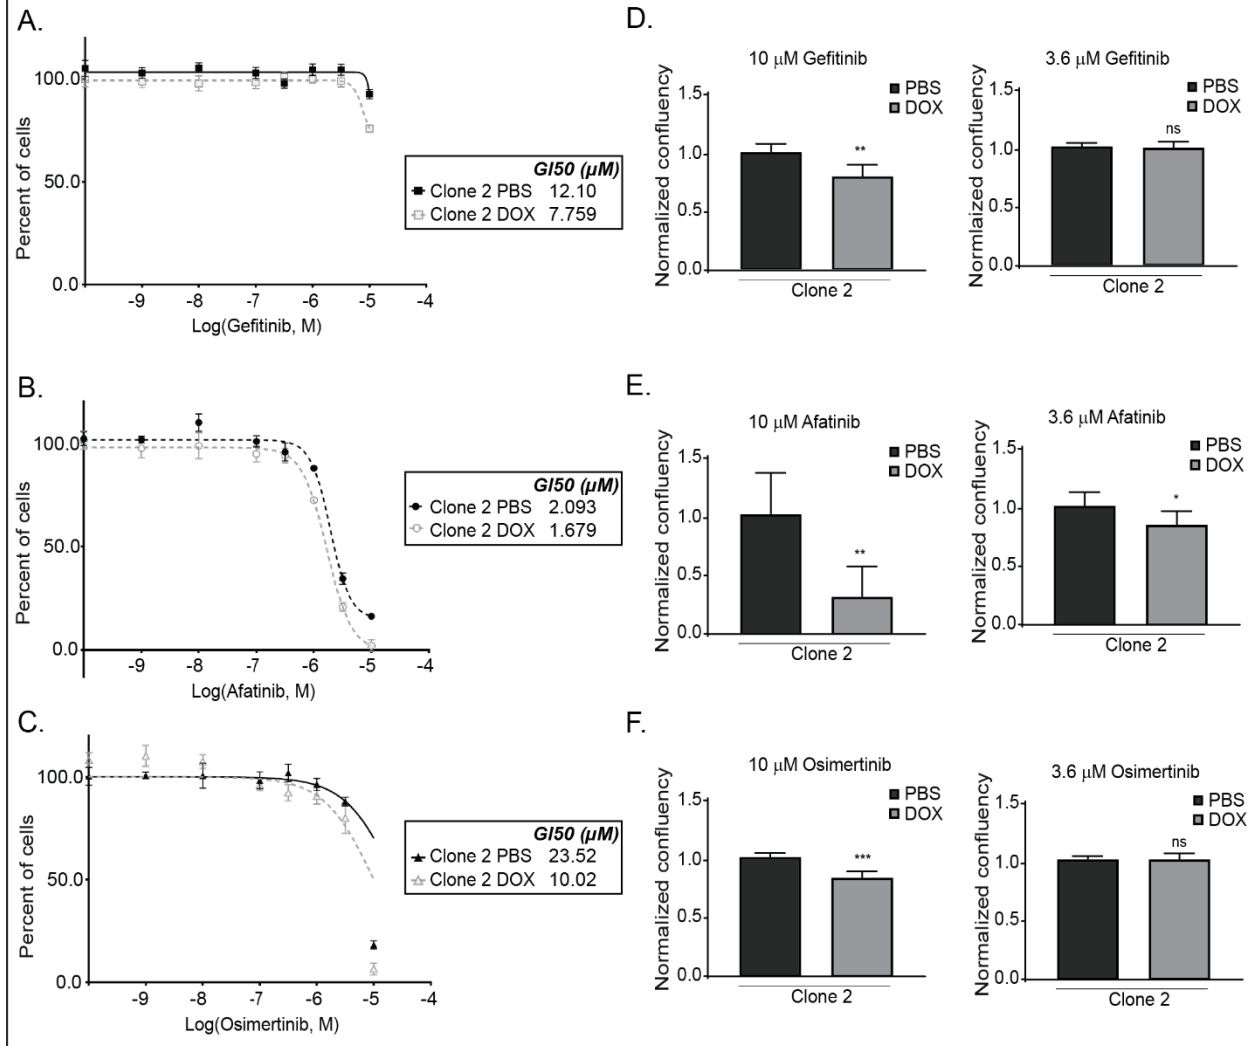 A.
100.0
50.0
0.0
Percent of cells
-9 -8 -7 -6 -5 -4
Log(Gefitinib, M)
GI50 (µM)
Clone 2 PBS 12.10
Clone 2 DOX 7.759
D.
10 µM Gefitinib
PBS
DOX
1.5
1.0
0.5
0.0
Normalized confluency
**
Clone 2
3.6 µM Gefitinib
PBS
DOX
1.5
1.0
0.5
0.0
Normlaized confluency
ns
Clone 2
B.
100.0
50.0
0.0
Percent of cells
-9 -8 -7 -6 -5 -4
Log(Afatinib, M)
GI50 (µM)
Clone 2 PBS 2.093
Clone 2 DOX 1.679
E.
10 µM Afatinib
PBS
DOX
1.5
1.0
0.5
0.0
Normalized confluency
**
Clone 2
3.6 µM Afatinib
PBS
DOX
1.5
1.0
0.5
0.0
Normalized confluency
*
Clone 2
C.
100.0
50.0
0.0
Percent of cells
-9 -8 -7 -6 -5 -4
Log(Osimertinib, M)
GI50 (µM)
Clone 2 PBS 23.52
Clone 2 DOX 10.02
F.
10 µM Osimertinib
PBS
DOX
1.5
1.0
0.5
0.0
Normalized confluency
***
Clone 2
3.6 µM Osimertinib
PBS
DOX
1.5
1.0
0.5
0.0
Normalized confluency
ns
Clone 2